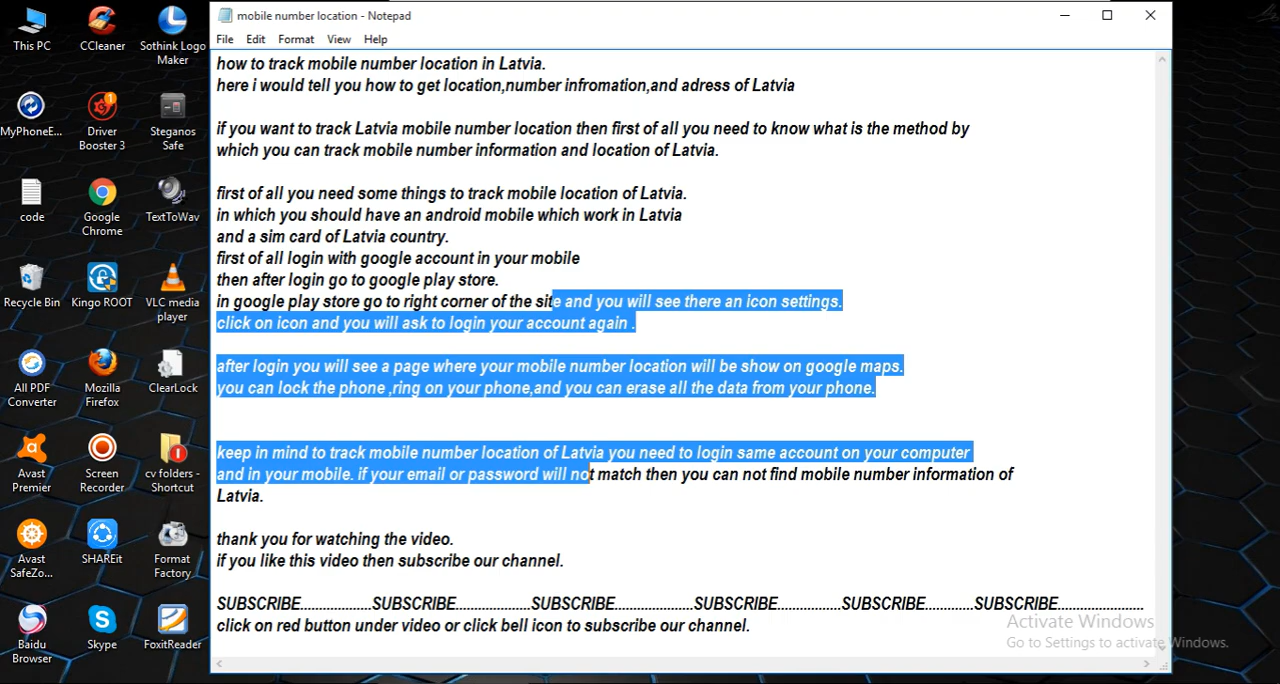 mobile number location - Notepad
File Edit Format View Help
how to track mobile number location in Latvia.
here i would tell you how to get location,number infromation,and adress of Latvia
if you want to track Latvia mobile number location then first of all you need to know what is the method by
which you can track mobile number information and location of Latvia.
first of all you need some things to track mobile location of Latvia.
in which you should have an android mobile which work in Latvia
and a sim card of Latvia country.
first of all login with google account in your mobile
then after login go to google play store.
in google play store go to right corner of the site and you will see there an icon settings.
click on icon and you will ask to login your account again .
after login you will see a page where your mobile number location will be show on google maps.
you can lock the phone ,ring on your phone,and you can erase all the data from your phone.
keep in mind to track mobile number location of Latvia you need to login same account on your computer
and in your mobile. if your email or password will not match then you can not find mobile number information of
Latvia.
thank you for watching the video.
if you like this video then subscribe our channel.
SUBSCRIBE..................SUBSCRIBE...................SUBSCRIBE....................SUBSCRIBE................SUBSCRIBE............SUBSCRIBE......................
click on red button under video or click bell icon to subscribe our channel.
Activate Windows
Go to Settings to activate Windows.
This PC
CCleaner
Sothink Logo
Maker
MyPhoneE...
Driver
Booster 3
Steganos
Safe
code
Google
Chrome
TextToWav
Recycle Bin
Kingo ROOT
VLC media
player
All PDF
Converter
Mozilla
Firefox
ClearLock
Avast
Premier
Screen
Recorder
cv folders -
Shortcut
Avast
SafeZo...
SHAREit
Format
Factory
Baidu
Browser
Skype
FoxitReader